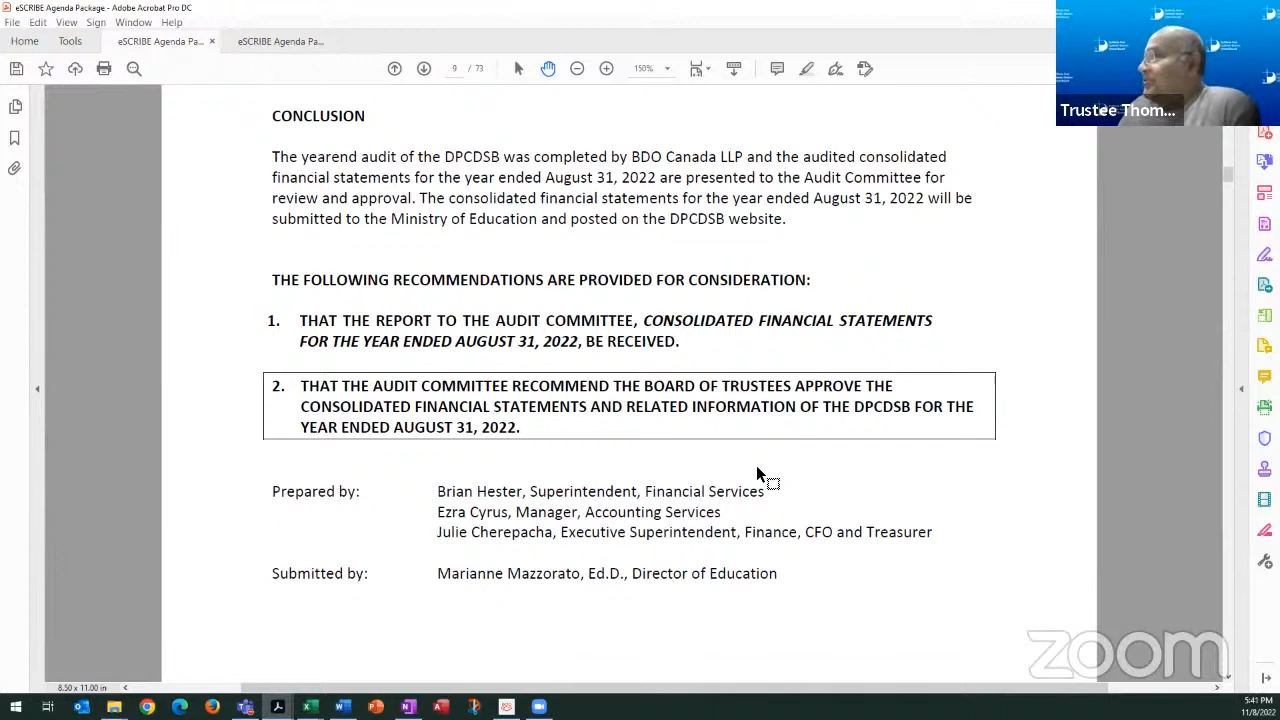 eSCRIBE Agenda Package - Adobe Acrobat Pro DC
File Edit View Sign Window Help
Home Tools eSCRIBE Agenda Pa... × eSCRIBE Agenda Pa...
9 / 73 150%
Trustee Thom...
CONCLUSION
The yearend audit of the DPCDSB was completed by BDO Canada LLP and the audited consolidated
financial statements for the year ended August 31, 2022 are presented to the Audit Committee for
review and approval. The consolidated financial statements for the year ended August 31, 2022 will be
submitted to the Ministry of Education and posted on the DPCDSB website.
THE FOLLOWING RECOMMENDATIONS ARE PROVIDED FOR CONSIDERATION:
1. THAT THE REPORT TO THE AUDIT COMMITTEE, CONSOLIDATED FINANCIAL STATEMENTS
FOR THE YEAR ENDED AUGUST 31, 2022, BE RECEIVED.
2. THAT THE AUDIT COMMITTEE RECOMMEND THE BOARD OF TRUSTEES APPROVE THE
CONSOLIDATED FINANCIAL STATEMENTS AND RELATED INFORMATION OF THE DPCDSB FOR THE
YEAR ENDED AUGUST 31, 2022.
Prepared by: Brian Hester, Superintendent, Financial Services
Ezra Cyrus, Manager, Accounting Services
Julie Cherepacha, Executive Superintendent, Finance, CFO and Treasurer
Submitted by: Marianne Mazzorato, Ed.D., Director of Education
zoom
8.50 x 11.00 in
5:41 PM
11/8/2022